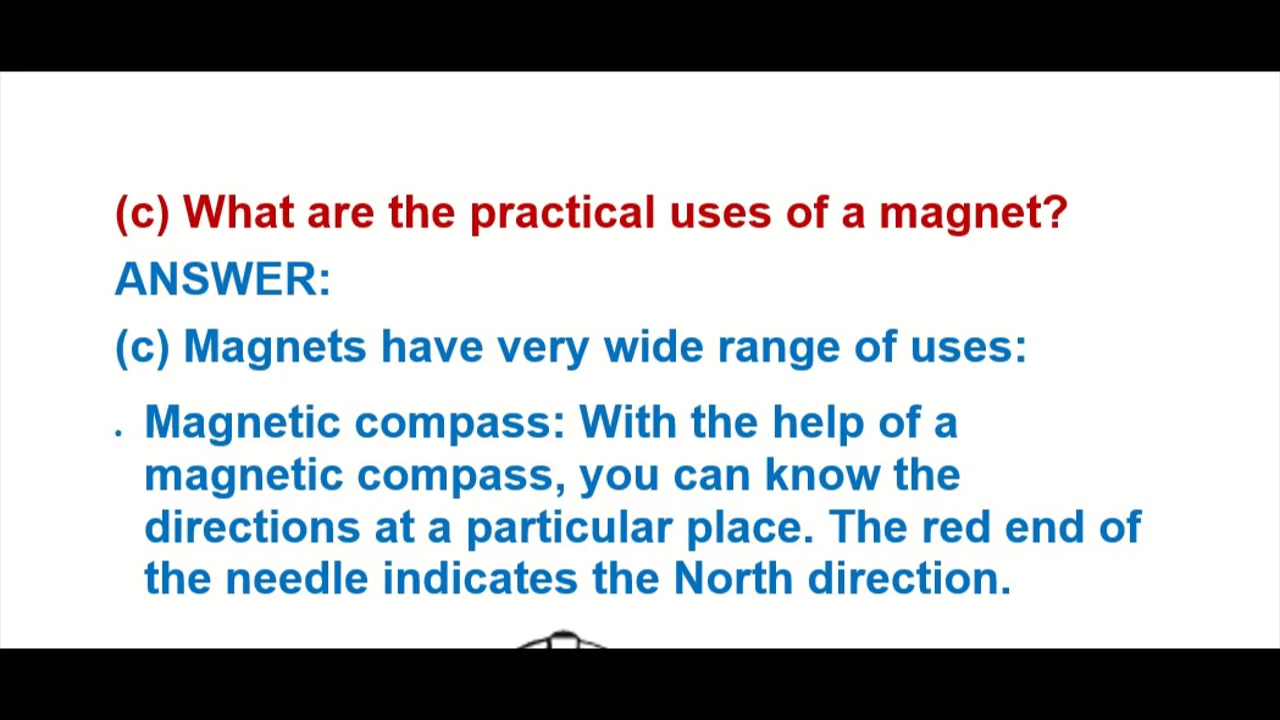 (c) What are the practical uses of a magnet?
ANSWER:
(c) Magnets have very wide range of uses:
. Magnetic compass: With the help of a
magnetic compass, you can know the
directions at a particular place. The red end of
the needle indicates the North direction.